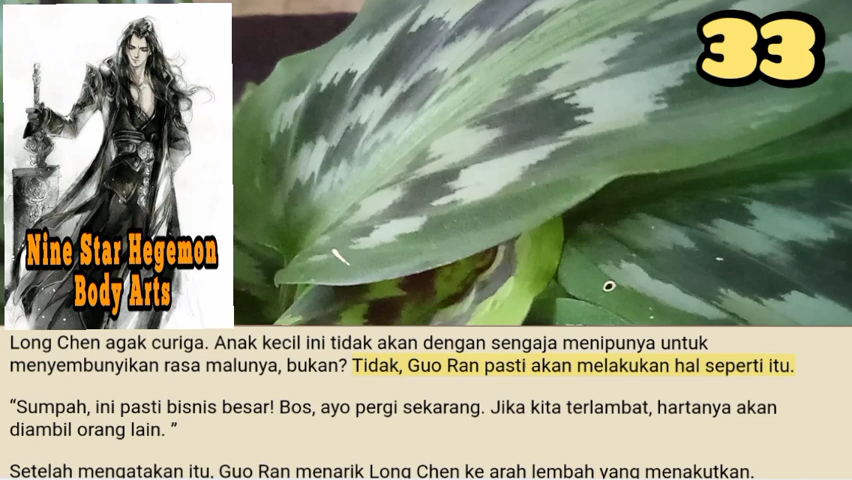 33
Nine Star Hegemon
Body Arts
Long Chen agak curiga. Anak kecil ini tidak akan dengan sengaja menipunya untuk
menyembunyikan rasa malunya, bukan? Tidak, Guo Ran pasti akan melakukan hal seperti itu.
“Sumpah, ini pasti bisnis besar! Bos, ayo pergi sekarang. Jika kita terlambat, hartanya akan
diambil orang lain. ”
Setelah mengatakan itu, Guo Ran menarik Long Chen ke arah lembah yang menakutkan.